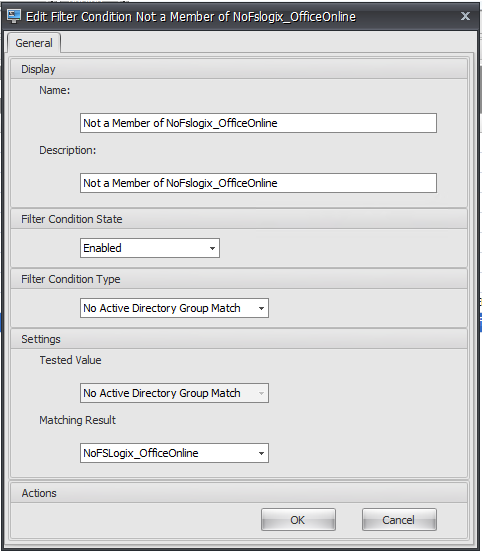 Edit Filter Condition Not a Member of NoFslogix_OfficeOnline
General
Display
Name:
Not a Member of NoFslogix_OfficeOnline
Description:
Not a Member of NoFslogix_OfficeOnline
Filter Condition State
Enabled
Filter Condition Type
No Active Directory Group Match
Settings
Tested Value
No Active Directory Group Match
Matching Result
NoFSLogix_OfficeOnline
Actions
OK Cancel